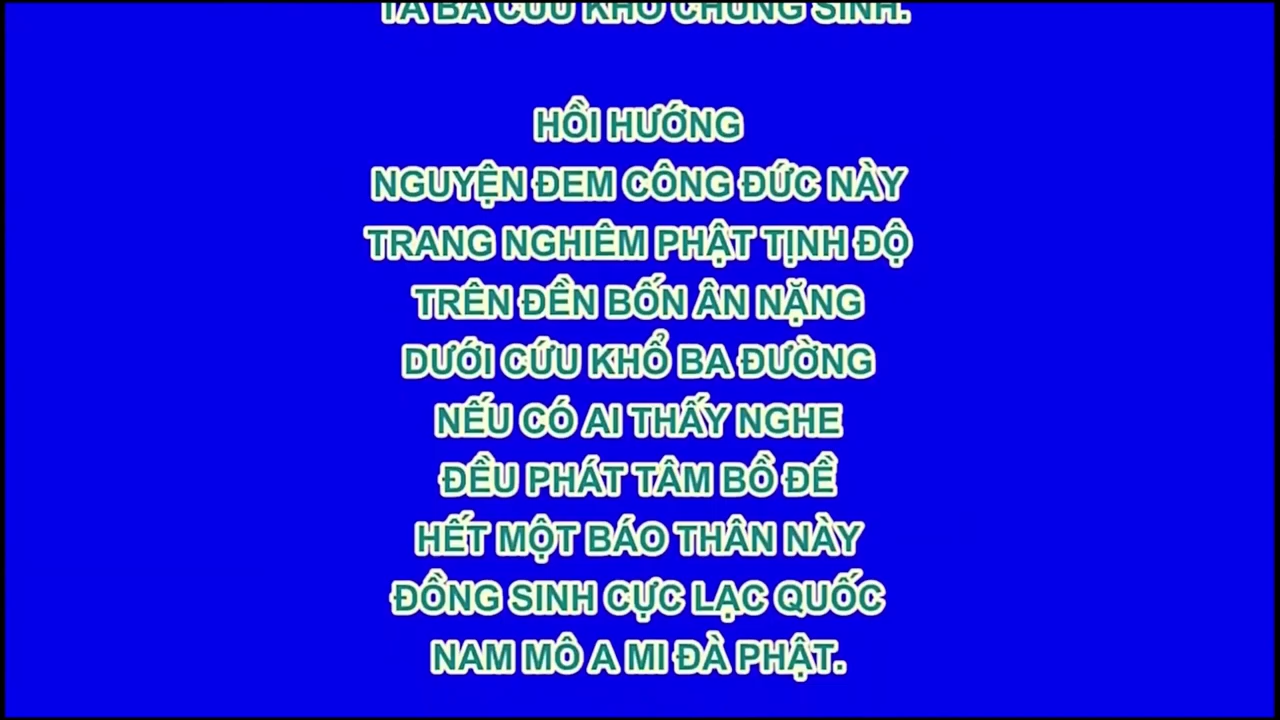 TA BÀ CỨU KHỔ CHÚNG SINH.
HỒI HƯỚNG
NGUYỆN ĐEM CÔNG ĐỨC NÀY
TRANG NGHIÊM PHẬT TỊNH ĐỘ
TRÊN ĐỀN BỐN ÂN NẶNG
DƯỚI CỨU KHỔ BA ĐƯỜNG
NẾU CÓ AI THẤY NGHE
ĐỀU PHÁT TÂM BỒ ĐỀ
HẾT MỘT BÁO THÂN NÀY
ĐỒNG SINH CỰC LẠC QUỐC
NAM MÔ A MI ĐÀ PHẬT.